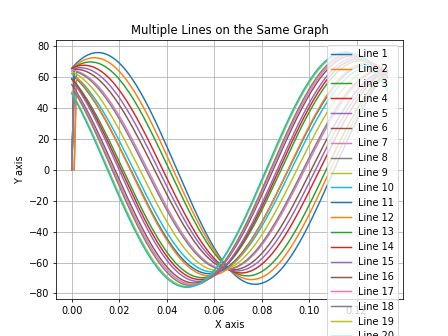 Multiple Lines on the Same Graph
80
60
40
20
0
−20
−40
−60
−80
Y axis
0.00
0.02
0.04
0.06
0.08
0.10
X axis
Line 1
Line 2
Line 3
Line 4
Line 5
Line 6
Line 7
Line 8
Line 9
Line 10
Line 11
Line 12
Line 13
Line 14
Line 15
Line 16
Line 17
Line 18
Line 19
Line 20